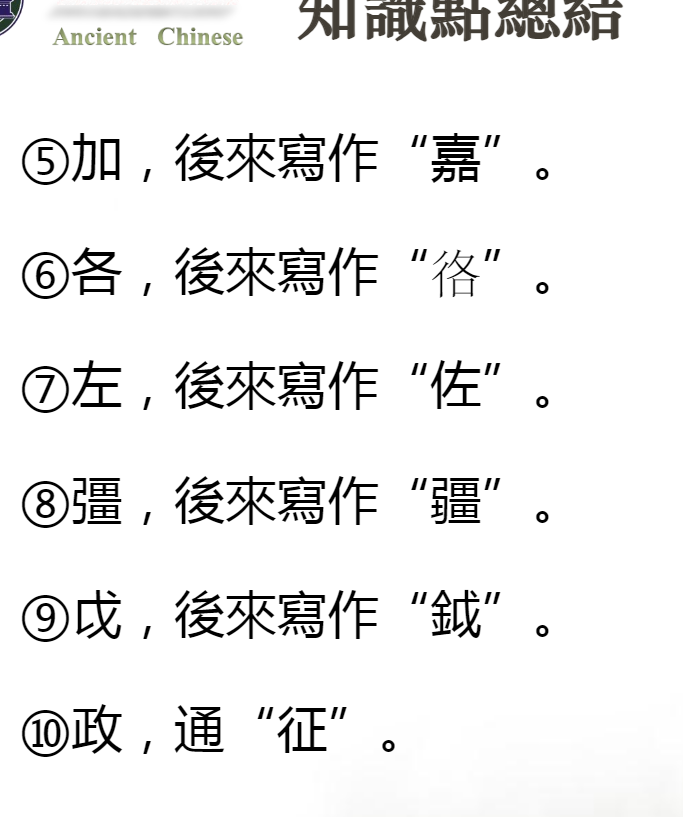 知識點總結
Ancient Chinese
⑤加，後來寫作“嘉”。
⑥各，後來寫作“𢓜”。
⑦左，後來寫作“佐”。
⑧彊，後來寫作“疆”。
⑨戉，後來寫作“鉞”。
⑩政，通“征”。